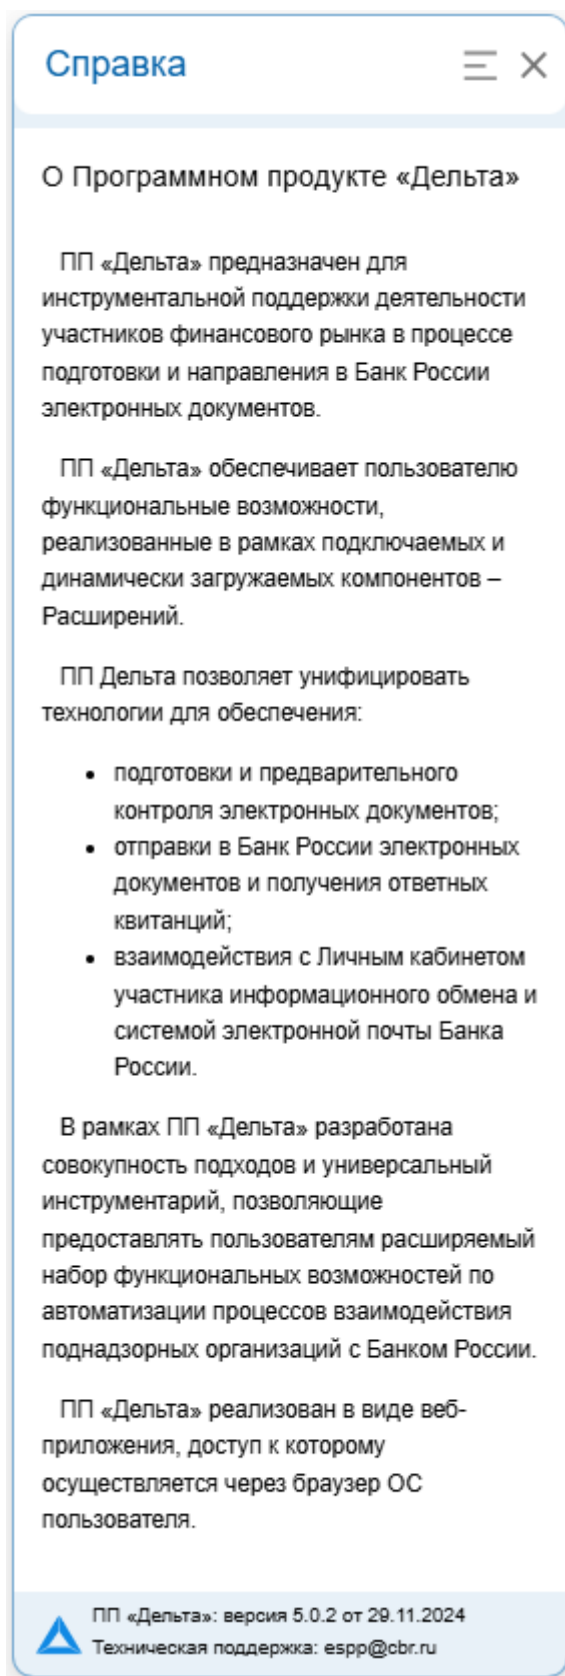 Справка
О Программном продукте «Дельта»
ПП «Дельта» предназначен для
инструментальной поддержки деятельности
участников финансового рынка в процессе
подготовки и направления в Банк России
электронных документов.
ПП «Дельта» обеспечивает пользователю
функциональные возможности,
реализованные в рамках подключаемых и
динамически загружаемых компонентов –
Расширений.
ПП Дельта позволяет унифицировать
технологии для обеспечения:
• подготовки и предварительного
контроля электронных документов;
• отправки в Банк России электронных
документов и получения ответных
квитанций;
• взаимодействия с Личным кабинетом
участника информационного обмена и
системой электронной почты Банка
России.
В рамках ПП «Дельта» разработана
совокупность подходов и универсальный
инструментарий, позволяющие
предоставлять пользователям расширяемый
набор функциональных возможностей по
автоматизации процессов взаимодействия
поднадзорных организаций с Банком России.
ПП «Дельта» реализован в виде веб-
приложения, доступ к которому
осуществляется через браузер ОС
пользователя.
ПП «Дельта»: версия 5.0.2 от 29.11.2024
Техническая поддержка: espp@cbr.ru